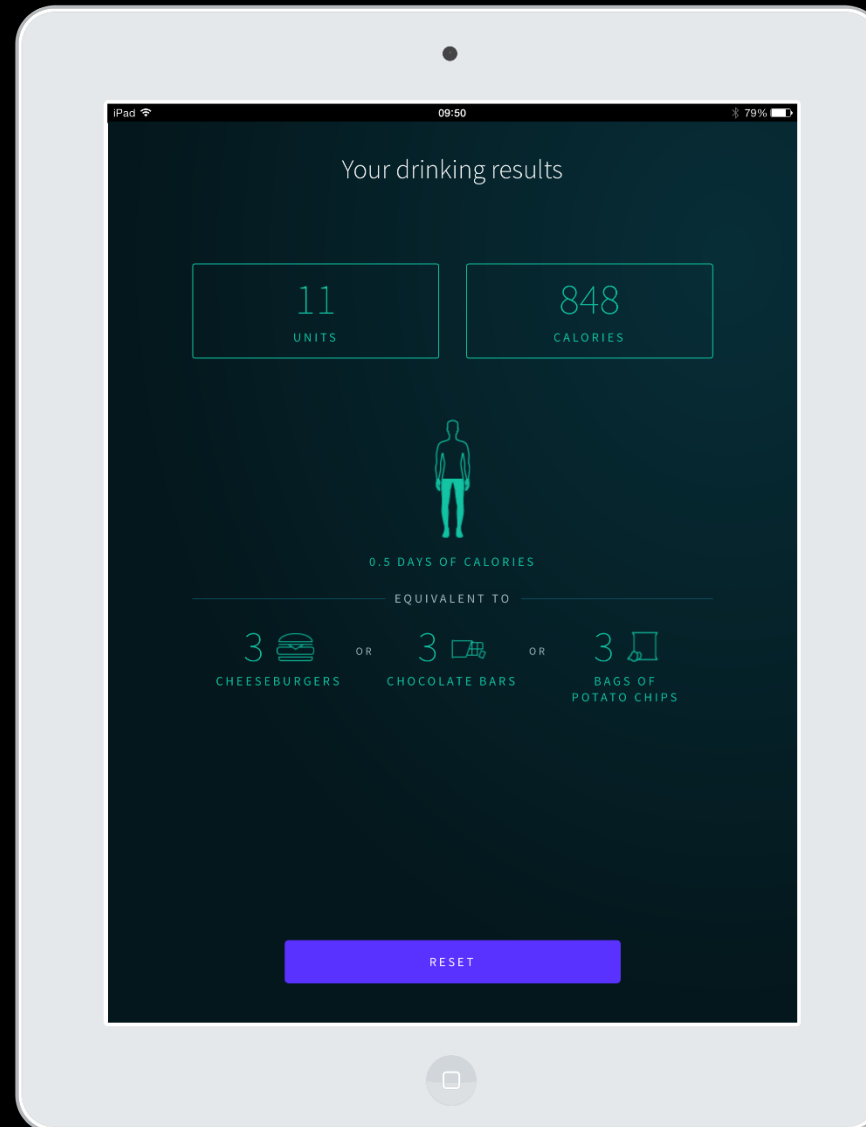 iPad 09:50 79%
Your drinking results
11 848
UNITS CALORIES
0.5 DAYS OF CALORIES
EQUIVALENT TO
3 OR 3 OR 3
CHEESEBURGERS CHOCOLATE BARS BAGS OF
POTATO CHIPS
RESET